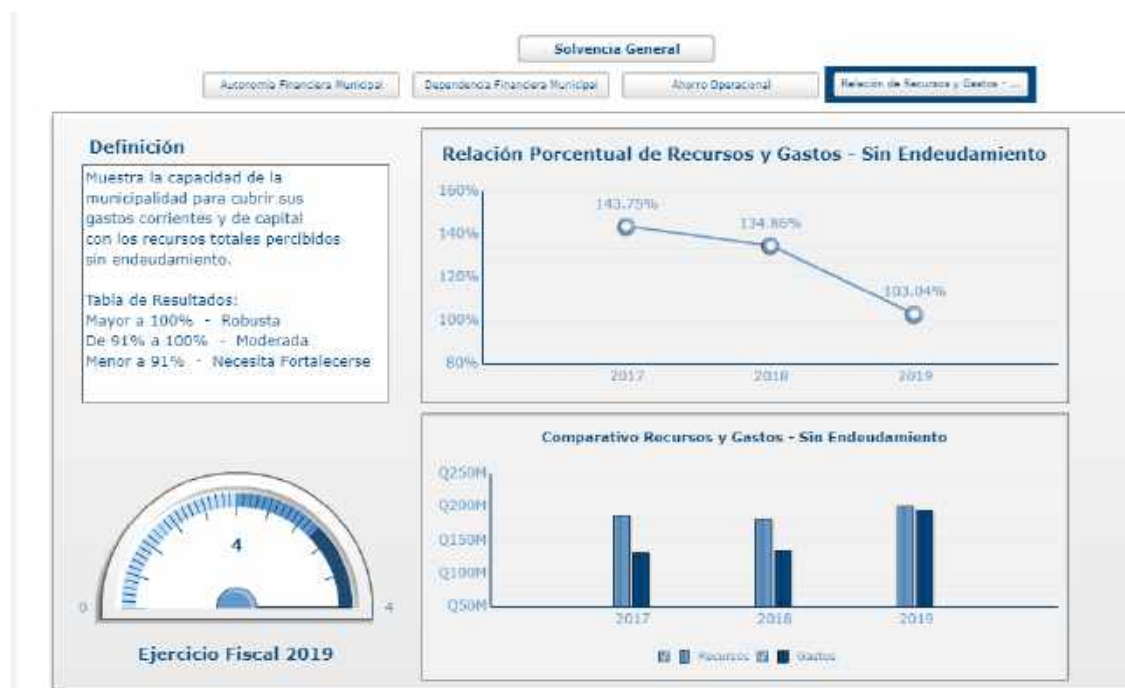 Solvencia General
Autonomía Financiera Municipal
Dependencia Financiera Municipal
Ahorro Operacional
Relación de Recursos y Gastos - ...
Definición
Muestra la capacidad de la
municipalidad para cubrir sus
gastos corrientes y de capital
con los recursos totales percibidos
sin endeudamiento.
Tabla de Resultados:
Mayor a 100% - Robusta
De 91% a 100% - Moderada
Menor a 91% - Necesita Fortalecerse
Relación Porcentual de Recursos y Gastos - Sin Endeudamiento
160%
140%
120%
100%
80%
143.75%
134.86%
103.04%
2017
2018
2019
4
0
4
Ejercicio Fiscal 2019
Comparativo Recursos y Gastos - Sin Endeudamiento
Q250M
Q200M
Q150M
Q100M
Q50M
2017
2018
2019
Recursos
Gastos